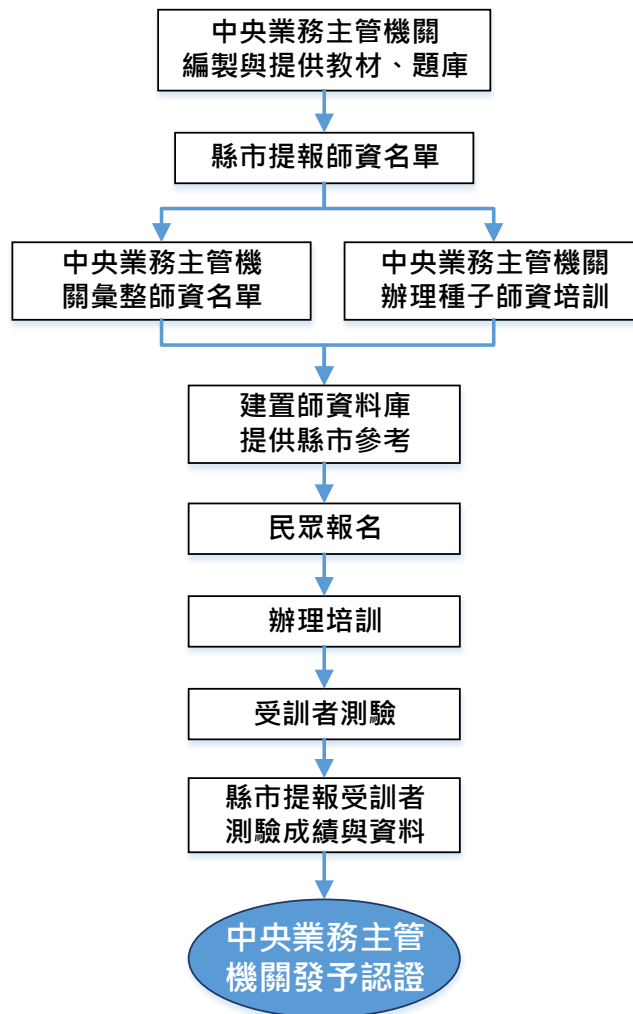 中央業務主管機關
編製與提供教材、題庫
縣市提報師資名單
中央業務主管機
關彙整師資名單
中央業務主管機關
辦理種子師資培訓
建置師資料庫
提供縣市參考
民眾報名
辦理培訓
受訓者測驗
縣市提報受訓者
測驗成績與資料
中央業務主管
機關發予認證